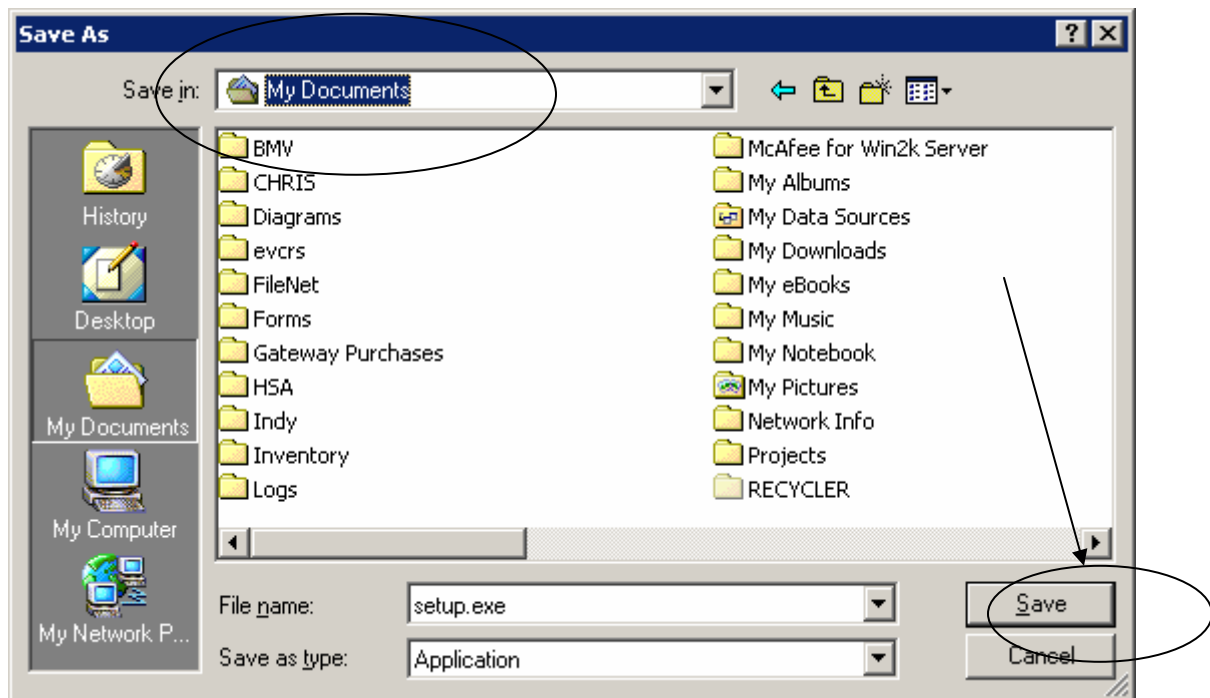 Save As
Save in:
My Documents
History
Desktop
My Documents
My Computer
My Network P...
BMV
CHRIS
Diagrams
evcrs
FileNet
Forms
Gateway Purchases
HSA
Indy
Inventory
Logs
McAfee for Win2k Server
My Albums
My Data Sources
My Downloads
My eBooks
My Music
My Notebook
My Pictures
Network Info
Projects
RECYCLER
File name:
setup.exe
Save
Save as type:
Application
Cancel